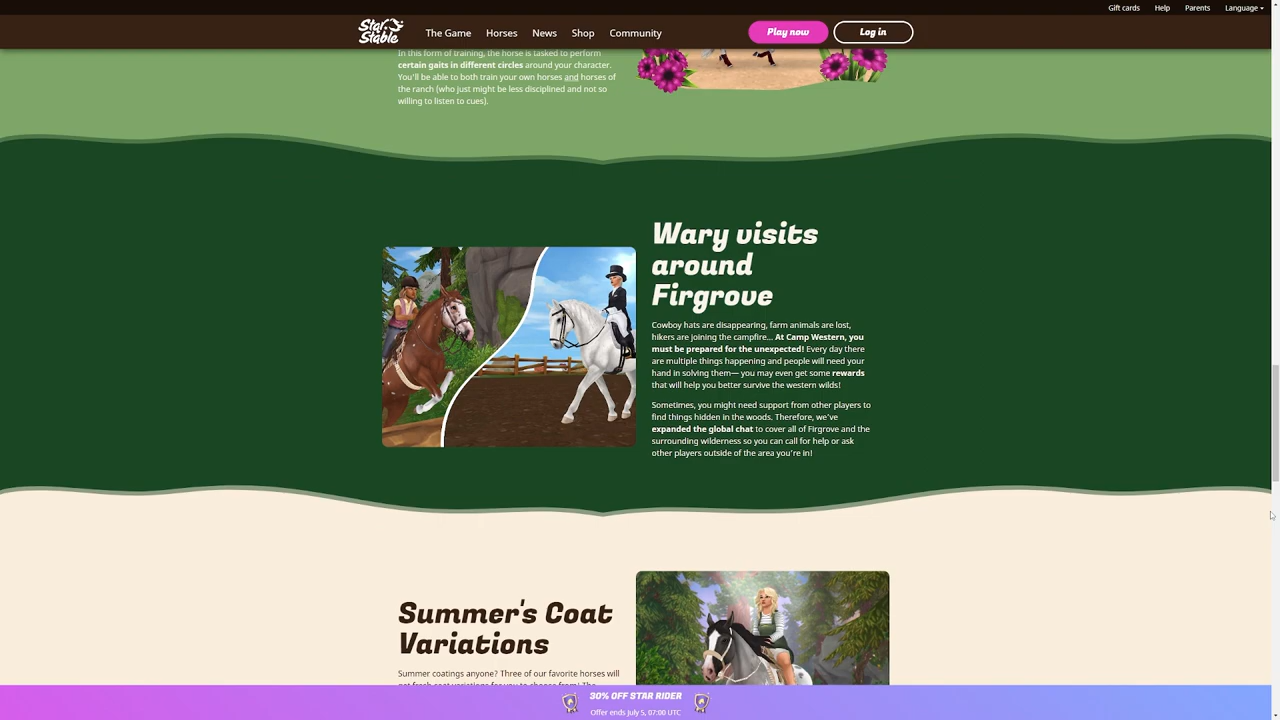 Gift cards Help Parents Language
Star Stable
The Game Horses News Shop Community
Play now Log in
In this form of training, the horse is tasked to perform
certain gaits in different circles around your character.
You'll be able to both train your own horses and horses of
the ranch (who just might be less disciplined and not so
willing to listen to cues).
Wary visits
around
Firgrove
Cowboy hats are disappearing, farm animals are lost,
hikers are joining the campfire... At Camp Western, you
must be prepared for the unexpected! Every day there
are multiple things happening and people will need your
hand in solving them— you may even get some rewards
that will help you better survive the western wilds!
Sometimes, you might need support from other players to
find things hidden in the woods. Therefore, we've
expanded the global chat to cover all of Firgrove and the
surrounding wilderness so you can call for help or ask
other players outside of the area you're in!
Summer's Coat
Variations
Summer coatings anyone? Three of our favorite horses will
30% OFF STAR RIDER
Offer ends July 5, 07:00 UTC